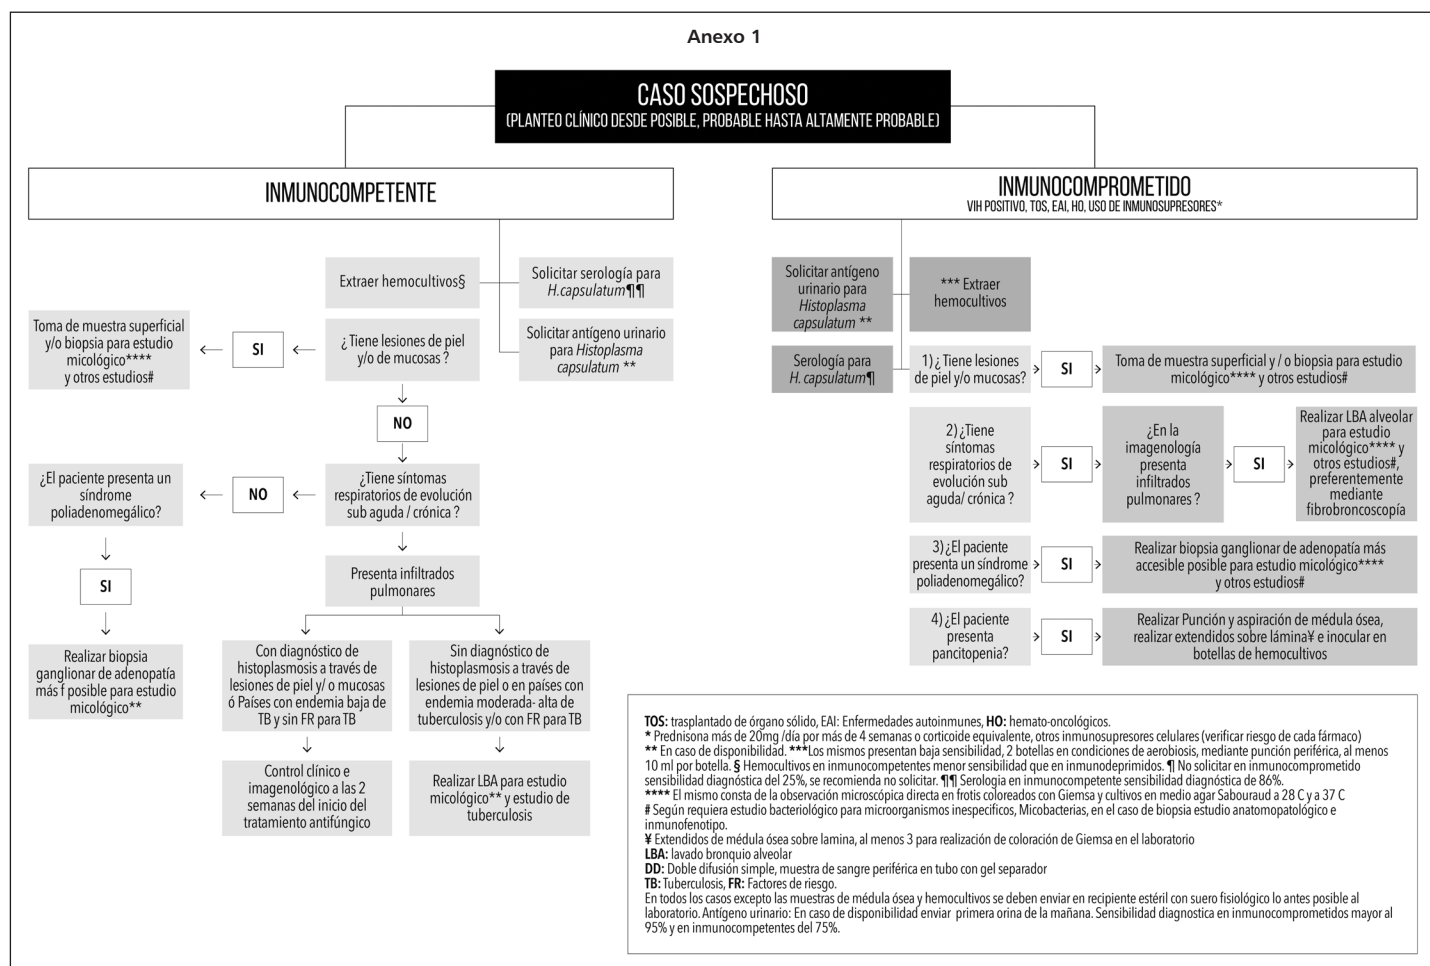 Anexo 1
CASO SOSPECHOSO
(PLANTEO CLÍNICO DESDE POSIBLE, PROBABLE HASTA ALTAMENTE PROBABLE)
INMUNOCOMPETENTE
Extraer hemocultivos§
Solicitar serología para
H.capsulatum¶¶
Solicitar antígeno urinario
para Histoplasma
capsulatum **
¿Tiene lesiones de piel
y/o de mucosas ?
SI
Toma de muestra superficial
y/o biopsia para estudio
micológico****
y otros estudios#
NO
¿Tiene síntomas
respiratorios de evolución
sub aguda / crónica ?
NO
¿El paciente presenta un
síndrome
poliadenomegálico?
SI
Realizar biopsia
ganglionar de adenopatía
más f posible para estudio
micológico**
Presenta infiltrados
pulmonares
Con diagnóstico de
histoplasmosis a través de
lesiones de piel y/ o mucosas
ó Países con endemia baja de
TB y sin FR para TB
Control clínico e
imagenológico a las 2
semanas del inicio del
tratamiento antifúngico
Sin diagnóstico de
histoplasmosis a través de
lesiones de piel o en países con
endemia moderada- alta de
tuberculosis y/o con FR para TB
Realizar LBA para estudio
micológico** y estudio de
tuberculosis
INMUNOCOMPROMETIDO
VIH POSITIVO, TOS, EAI, HO, USO DE INMUNOSUPRESORES*
Solicitar antígeno
urinario para
Histoplasma
capsulatum **
*** Extraer
hemocultivos
Serología para
H. capsulatum¶
1) ¿ Tiene lesiones
de piel y/o mucosas?
SI
Toma de muestra superficial y / o biopsia para estudio
micológico**** y otros estudios#
2) ¿Tiene
síntomas
respiratorios de
evolución sub
aguda/ crónica ?
SI
¿En la
imagenología
presenta
infiltrados
pulmonares ?
SI
Realizar LBA alveolar
para estudio
micológico**** y
otros estudios#,
preferentemente
mediante
fibrobroncoscopía
3) ¿El paciente
presenta un síndrome
poliadenomegálico?
SI
Realizar biopsia ganglionar de adenopatía más
accesible posible para estudio micológico****
y otros estudios#
4) ¿El paciente
presenta
pancitopenia?
SI
Realizar Punción y aspiración de médula ósea,
realizar extendidos sobre lámina¥ e inocular en
botellas de hemocultivos
TOS: trasplantado de órgano sólido, EAI: Enfermedades autoinmunes, HO: hemato-oncológicos.
* Prednisona más de 20mg /día por más de 4 semanas o corticoide equivalente, otros inmunosupresores celulares (verificar riesgo de cada fármaco)
** En caso de disponibilidad. ***Los mismos presentan baja sensibilidad, 2 botellas en condiciones de aerobiosis, mediante punción periférica, al menos
10 ml por botella. § Hemocultivos en inmunocompetentes menor sensibilidad que en inmunodeprimidos. ¶ No solicitar en inmunocomprometido
sensibilidad diagnóstica del 25%, se recomienda no solicitar. ¶¶ Serologia en inmunocompetente sensibilidad diagnóstica de 86%.
**** El mismo consta de la observación microscópica directa en frotis coloreados con Giemsa y cultivos en medio agar Sabouraud a 28 C y a 37 C
# Según requiera estudio bacteriológico para microorganismos inespecificos, Micobacterias, en el caso de biopsia estudio anatomopatológico e
inmunofenotipo.
¥ Extendidos de médula ósea sobre lamina, al menos 3 para realización de coloración de Giemsa en el laboratorio
LBA: lavado bronquio alveolar
DD: Doble difusión simple, muestra de sangre periférica en tubo con gel separador
TB: Tuberculosis, FR: Factores de riesgo.
En todos los casos excepto las muestras de médula ósea y hemocultivos se deben enviar en recipiente estéril con suero fisiológico lo antes posible al
laboratorio. Antígeno urinario: En caso de disponibilidad enviar primera orina de la mañana. Sensibilidad diagnostica en inmunocomprometidos mayor al
95% y en inmunocompetentes del 75%.